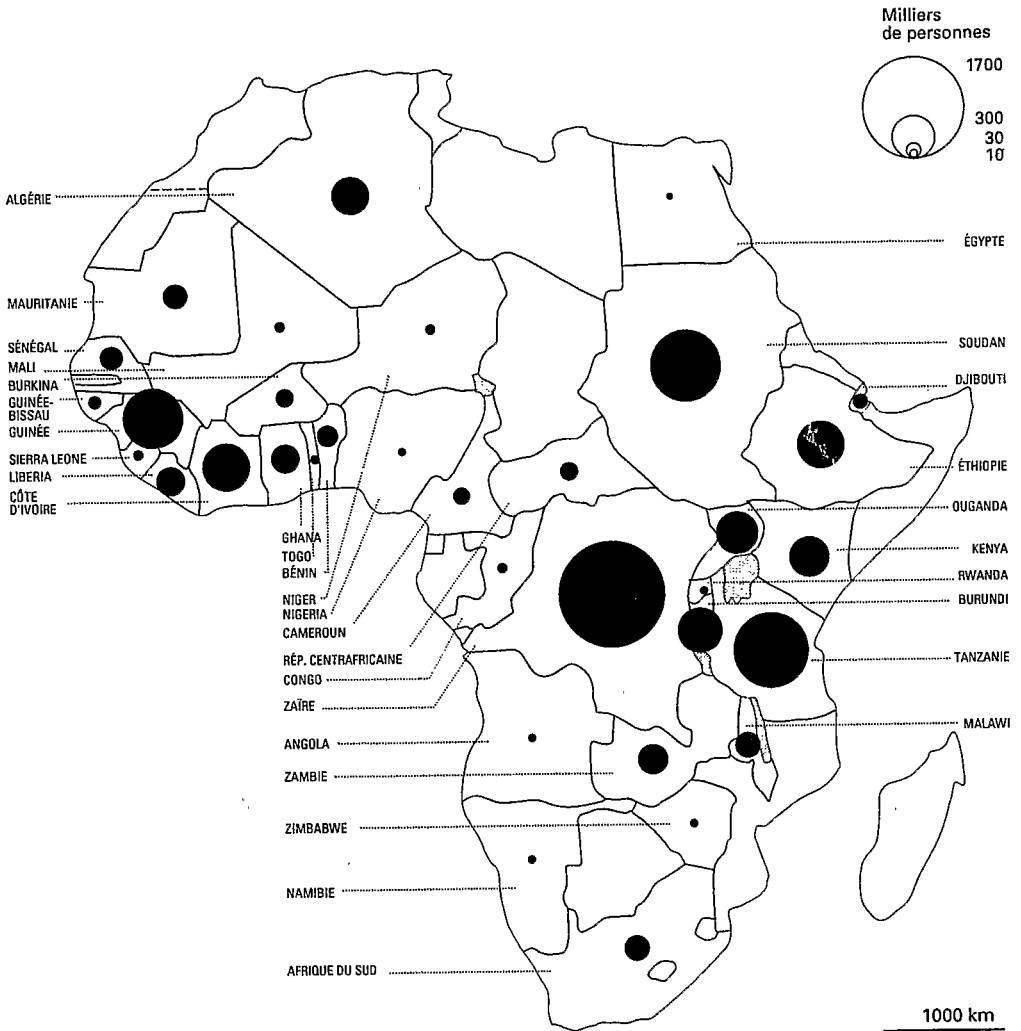 Milliers
de personnes
1700
300
30
10
ALGÉRIE
ÉGYPTE
MAURITANIE
SÉNÉGAL
SOUDAN
MALI
BURKINA
DJIBOUTI
GUINÉE-
BISSAU
GUINÉE
SIERRA LEONE
ÉTHIOPIE
LIBERIA
CÔTE
D'IVOIRE
OUGANDA
GHANA
KENYA
TOGO
BÉNIN
RWANDA
NIGER
BURUNDI
NIGERIA
CAMEROUN
RÉP. CENTRAFRICAINE
TANZANIE
CONGO
ZAÏRE
MALAWI
ANGOLA
ZAMBIE
ZIMBABWE
NAMIBIE
AFRIQUE DU SUD
1000 km